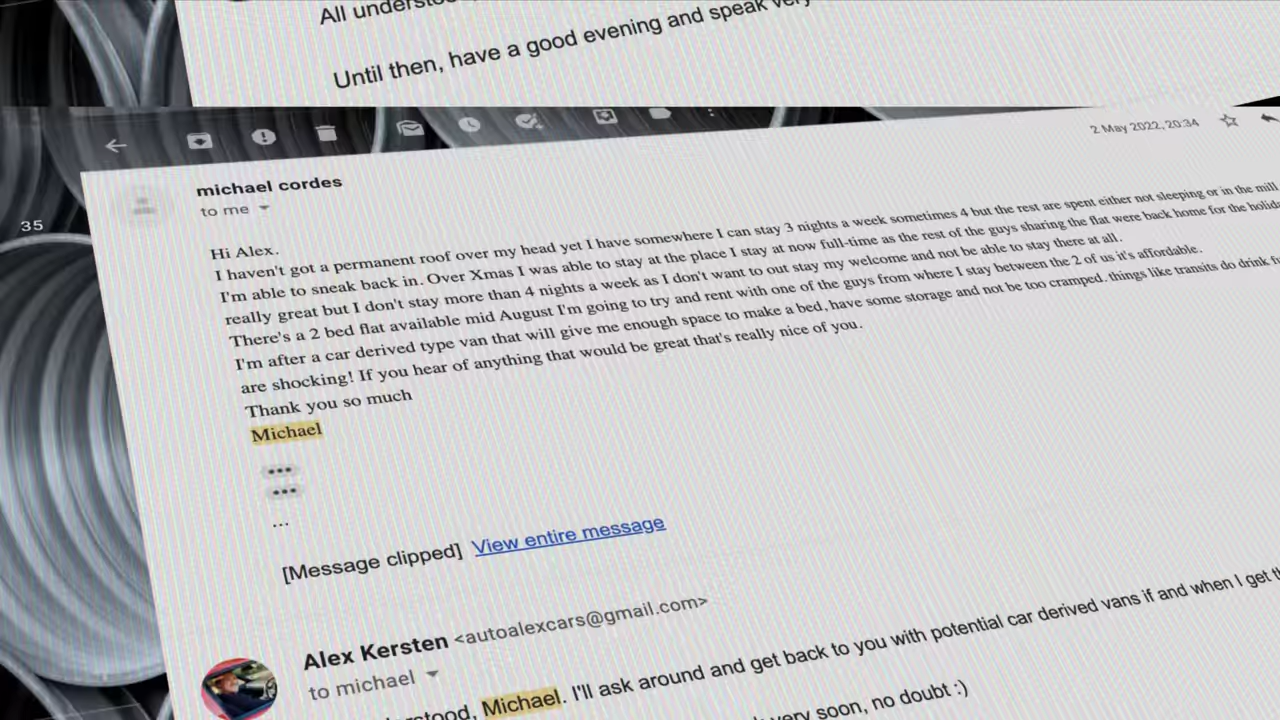 All
Until then, have a good evening and speak
2 May 2022, 20:34
michael cordes
to me
35
Hi Alex.
I haven't got a permanent roof over my head yet I have somewhere I can stay 3 nights a week sometimes 4 but the rest are spent either not sleeping or in the mill
I'm able to sneak back in. Over Xmas I was able to stay at the place I stay at now full-time as the rest of the guys sharing the flat were back home for the
really great but I don't stay more than 4 nights a week as I don't want to out stay my welcome and not be able to stay there at all.
There's a 2 bed flat available mid August I'm going to try and rent with one of the guys from where I stay between the 2 of us it's affordable.
I'm after a car derived type van that will give me enough space to make a bed, have some storage and not be too cramped. things like transits do drink
are shocking! If you hear of anything that would be great that's really nice of you.
Thank you so much
Michael
•••
•••
...
[Message clipped] View entire message
Alex Kersten <autoalexcars@gmail.com>
to michael
Michael. I'll ask around and get back to you with potential car derived vans if and when I get
very soon, no doubt :)